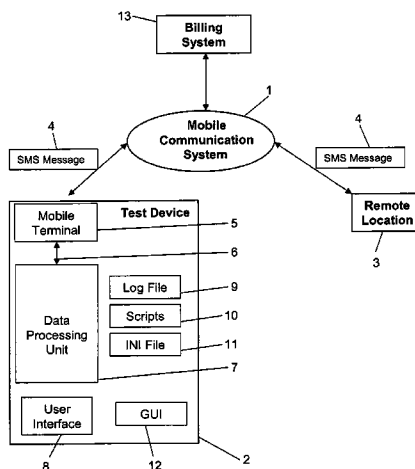 13
Billing
System
1
4
4
SMS Message
Mobile
Communication
System
SMS Message
Mobile
Terminal
Test Device
5
Remote
Location
6
3
Data
Processing
Unit
Log File
9
Scripts
10
INI File
11
7
User
Interface
GUI
8
12
2